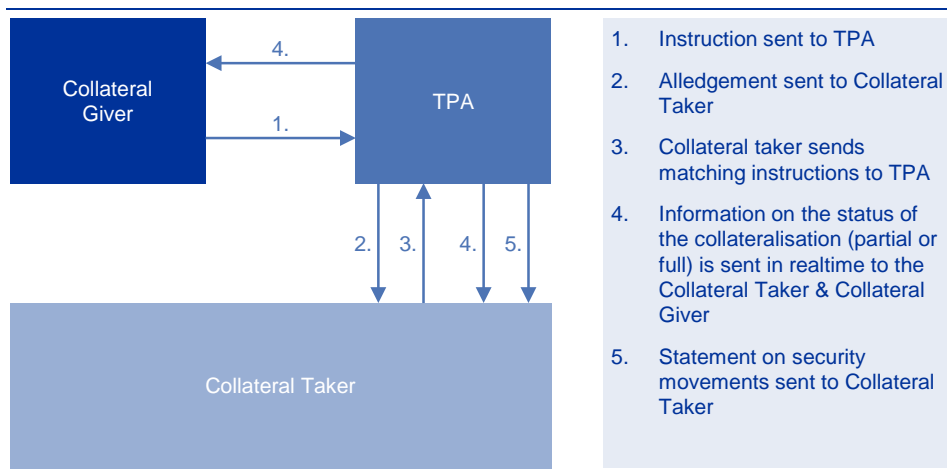 Collateral
Giver
4.
1.
TPA
2.
3.
4.
5.
Collateral Taker
1. Instruction sent to TPA
2. Alledgement sent to Collateral
Taker
3. Collateral taker sends
matching instructions to TPA
4. Information on the status of
the collateralisation (partial or
full) is sent in realtime to the
Collateral Taker & Collateral
Giver
5. Statement on security
movements sent to Collateral
Taker